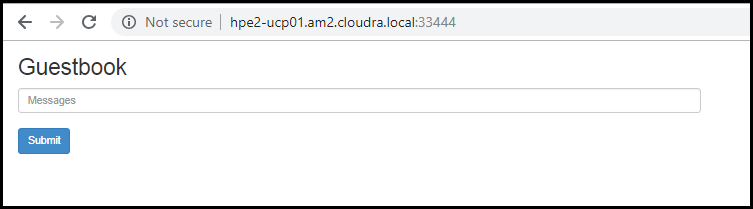 Not secure | hpe2-ucp01.am2.cloudra.local:33444
Guestbook
Messages
Submit